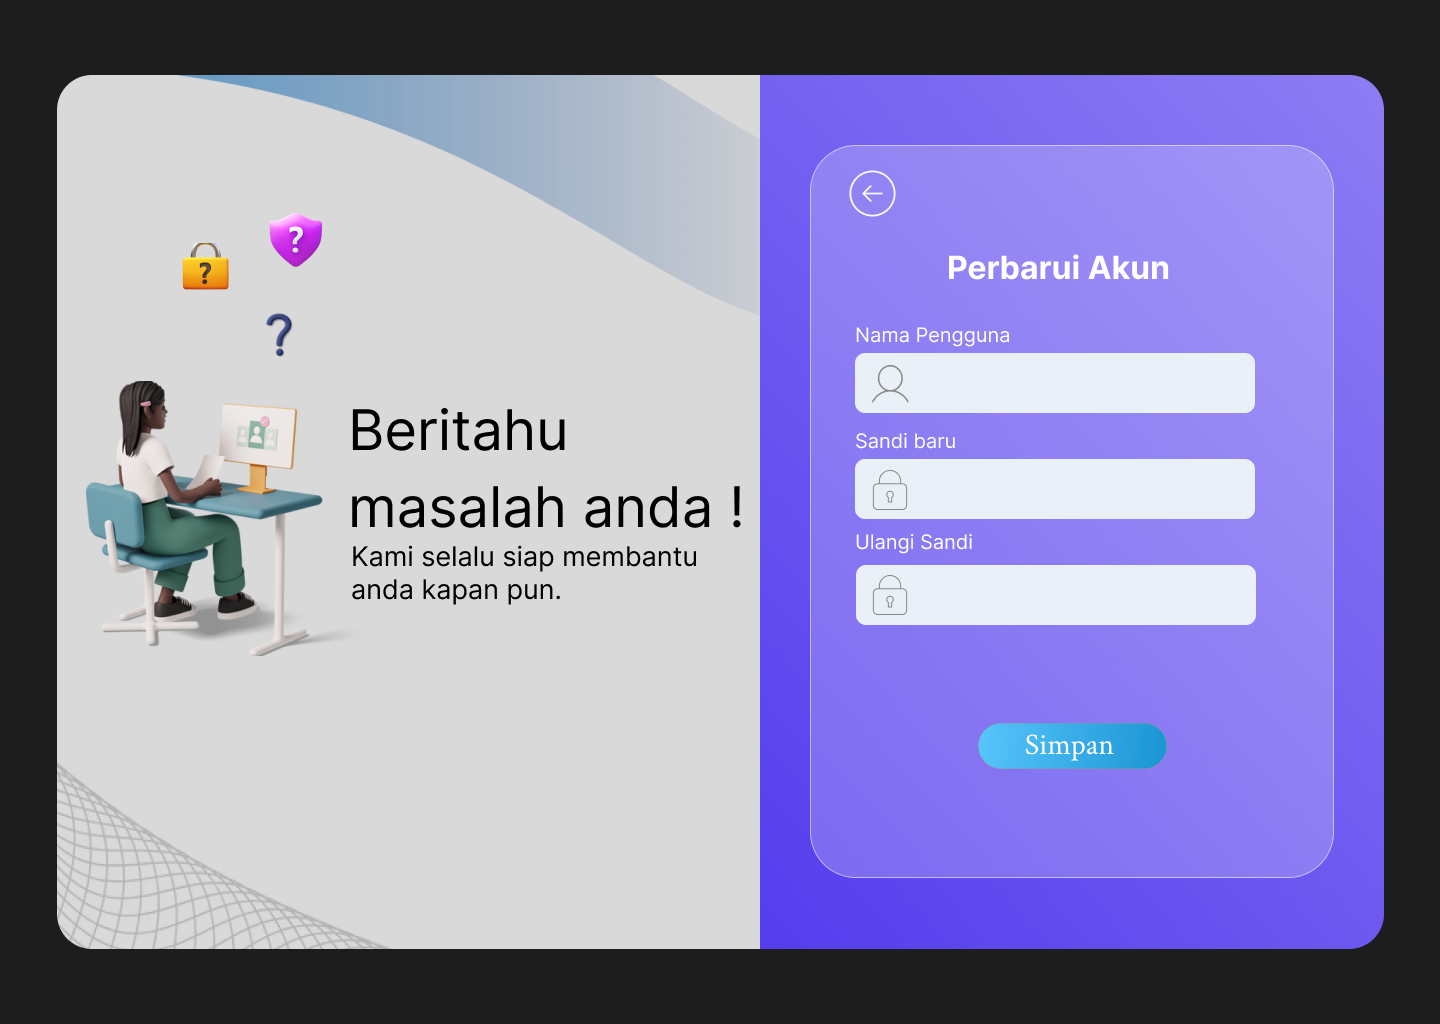 ?
?
?
Beritahu
masalah anda !
Kami selalu siap membantu
anda kapan pun.
Perbarui Akun
Nama Pengguna
Sandi baru
Ulangi Sandi
Simpan